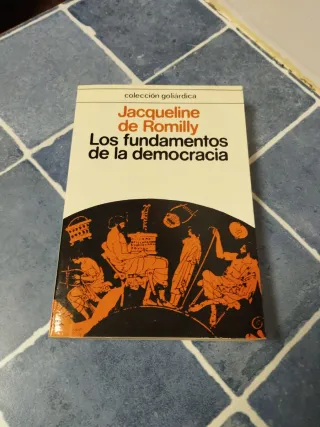 colección goliárdica
Jacqueline
de Romilly
Los fundamentos
de la democracia